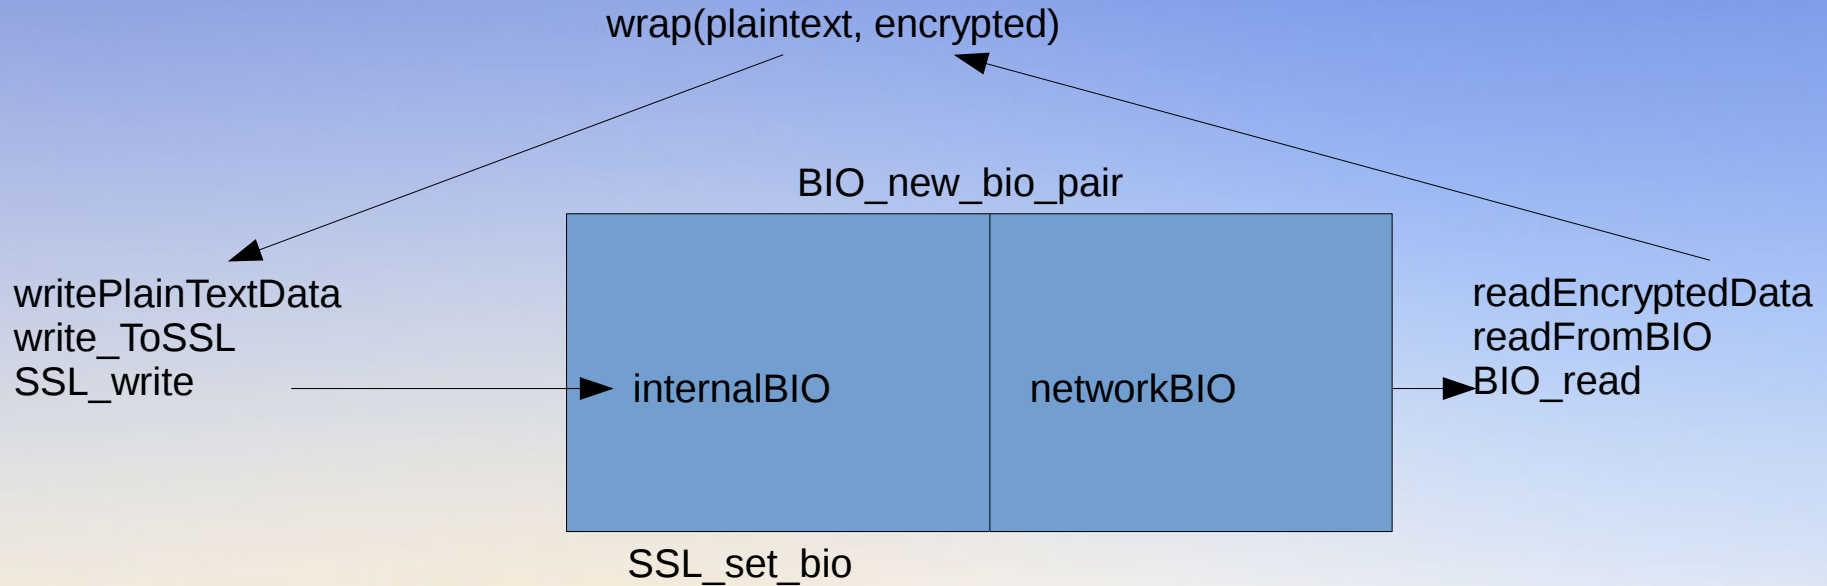 wrap(plaintext, encrypted)
BIO_new_bio_pair
writePlainTextData
write_ToSSL
SSL_write
internalBIO
networkBIO
readEncryptedData
readFromBIO
BIO_read
SSL_set_bio